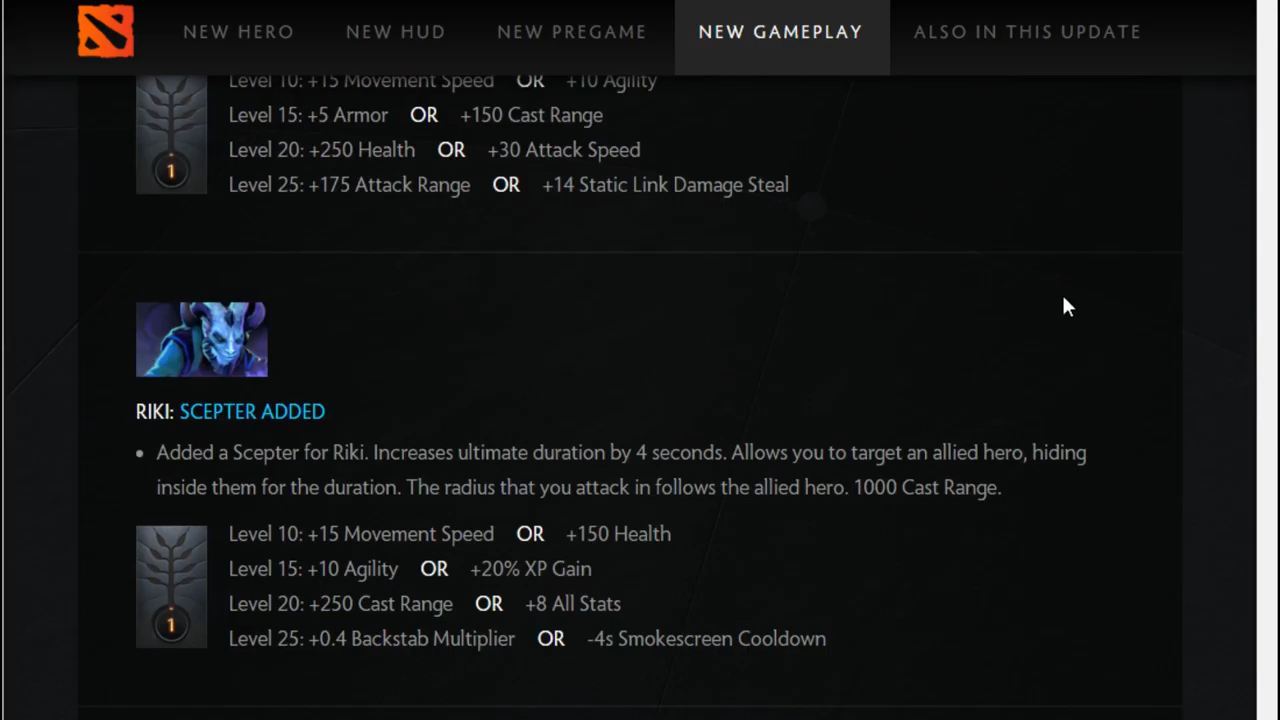 NEW HERO NEW HUD NEW PREGAME NEW GAMEPLAY ALSO IN THIS UPDATE
Level 10: +15 Movement Speed OR +10 Agility
Level 15: +5 Armor OR +150 Cast Range
Level 20: +250 Health OR +30 Attack Speed
1
Level 25: +175 Attack Range OR +14 Static Link Damage Steal
RIKI: SCEPTER ADDED
• Added a Scepter for Riki. Increases ultimate duration by 4 seconds. Allows you to target an allied hero, hiding
inside them for the duration. The radius that you attack in follows the allied hero. 1000 Cast Range.
Level 10: +15 Movement Speed OR +150 Health
Level 15: +10 Agility OR +20% XP Gain
Level 20: +250 Cast Range OR +8 All Stats
1
Level 25: +0.4 Backstab Multiplier OR -4s Smokescreen Cooldown